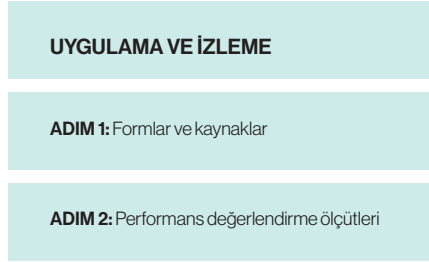 UYGULAMA VE İZLEME
ADIM 1: Formlar ve kaynaklar
ADIM 2: Performans değerlendirme ölçütleri